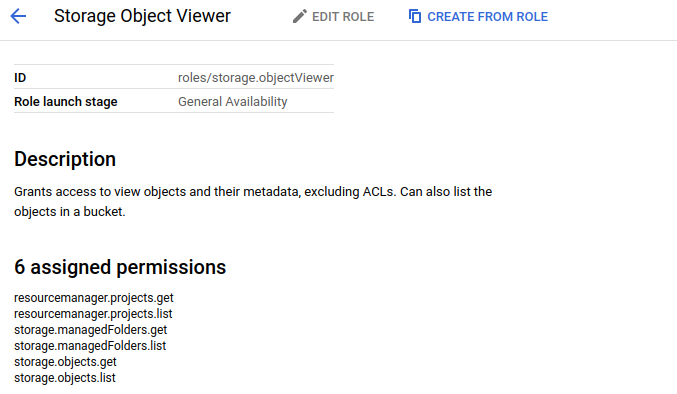 Storage Object Viewer EDIT ROLE CREATE FROM ROLE
ID roles/storage.objectViewer
Role launch stage General Availability
Description
Grants access to view objects and their metadata, excluding ACLs. Can also list the
objects in a bucket.
6 assigned permissions
resourcemanager.projects.get
resourcemanager.projects.list
storage.managedFolders.get
storage.managedFolders.list
storage.objects.get
storage.objects.list